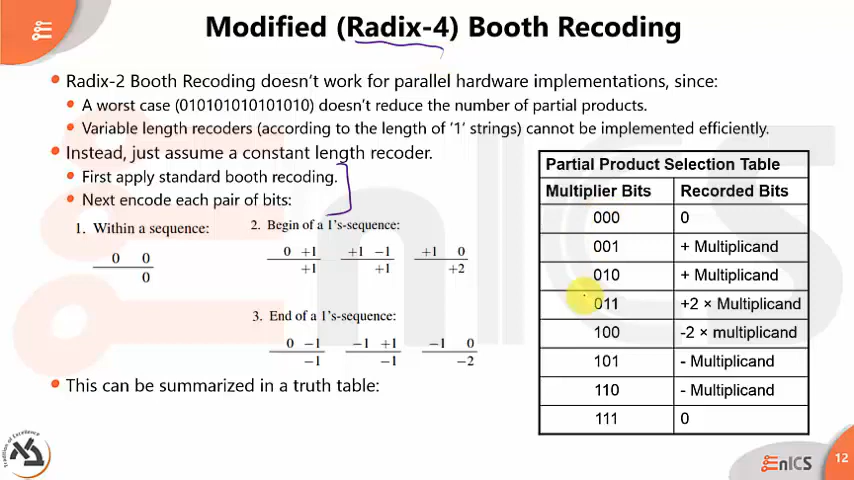 Modified (Radix-4) Booth Recoding
• Radix-2 Booth Recoding doesn't work for parallel hardware implementations, since:
• A worst case (010101010101010) doesn't reduce the number of partial products.
• Variable length recoders (according to the length of '1' strings) cannot be implemented efficiently.
• Instead, just assume a constant length recoder.
• First apply standard booth recoding.
• Next encode each pair of bits:
1. Within a sequence:
0 0
0
2. Begin of a 1's-sequence:
0 +1 +1 −1 +1 0
+1 +1 +2
3. End of a 1's-sequence:
0 −1 −1 +1 −1 0
−1 −1 −2
• This can be summarized in a truth table:
Partial Product Selection Table
Multiplier Bits Recorded Bits
000 0
001 + Multiplicand
010 + Multiplicand
011 +2 × Multiplicand
100 -2 × multiplicand
101 - Multiplicand
110 - Multiplicand
111 0
Tradition of Excellence
EnICS
12